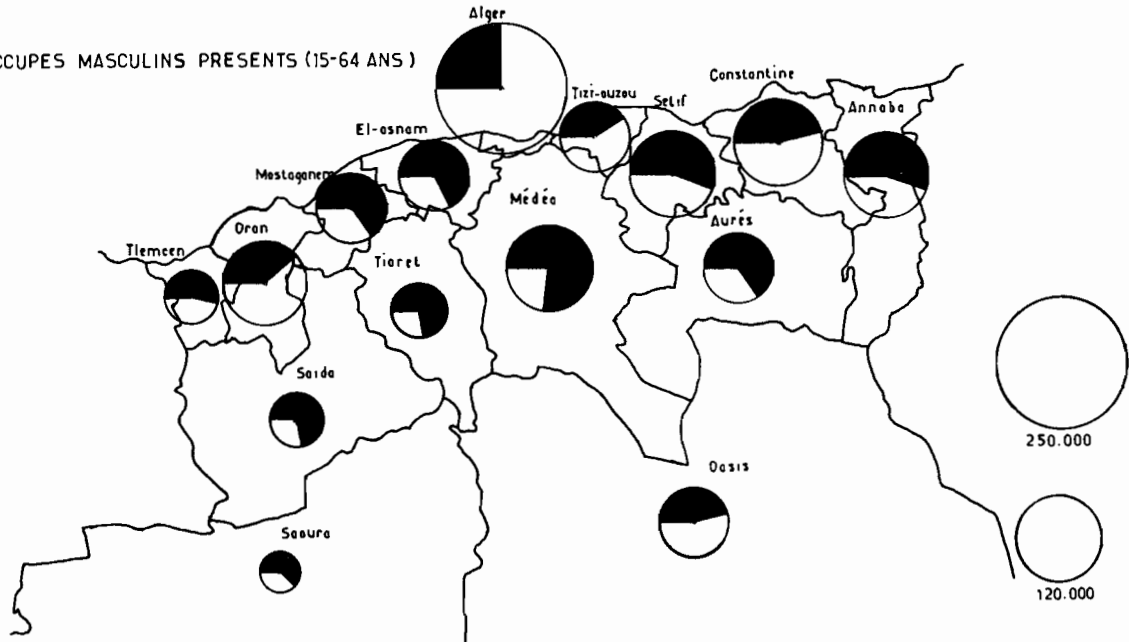 Alger
CCUPES MASCULINS PRESENTS (15-64 ANS)
Constantine
Tizi-ouzou
Setif
Annaba
El-asnam
Mostaganem
Médéa
Aurés
Oran
Tlemcen
Tiaret
Saida
250.000
Oasis
Saoura
120.000